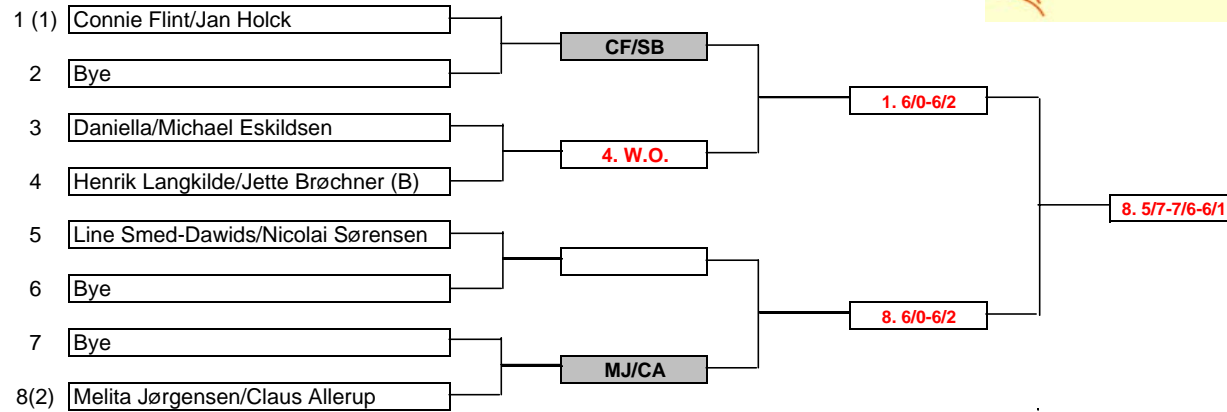 1 (1) Connie Flint/Jan Holck
CF/SB
2 Bye
1. 6/0-6/2
3 Daniella/Michael Eskildsen
4. W.O.
4 Henrik Langkilde/Jette Brøchner (B)
8. 5/7-7/6-6/1
5 Line Smed-Dawids/Nicolai Sørensen
6 Bye
8. 6/0-6/2
7 Bye
MJ/CA
8(2) Melita Jørgensen/Claus Allerup